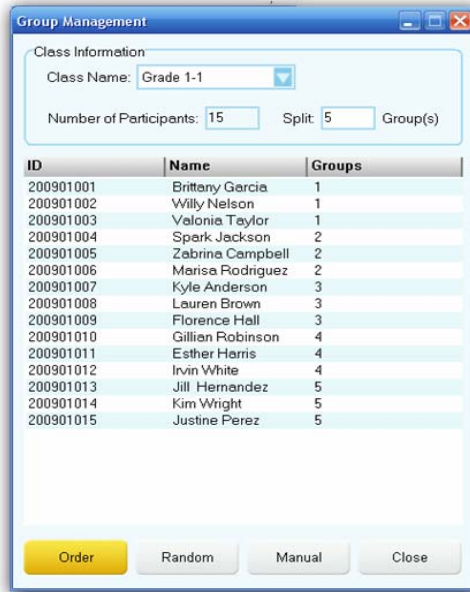 Group Management
Class Information
Class Name: Grade 1-1
Number of Participants: 15 Split: 5 Group(s)
ID Name Groups
200901001 Brittany Garcia 1
200901002 Willy Nelson 1
200901003 Valonia Taylor 1
200901004 Spark Jackson 2
200901005 Zabrina Campbell 2
200901006 Marisa Rodriguez 2
200901007 Kyle Anderson 3
200901008 Lauren Brown 3
200901009 Florence Hall 3
200901010 Gillian Robinson 4
200901011 Esther Harris 4
200901012 Irvin White 4
200901013 Jill Hernandez 5
200901014 Kim Wright 5
200901015 Justine Perez 5
Order Random Manual Close